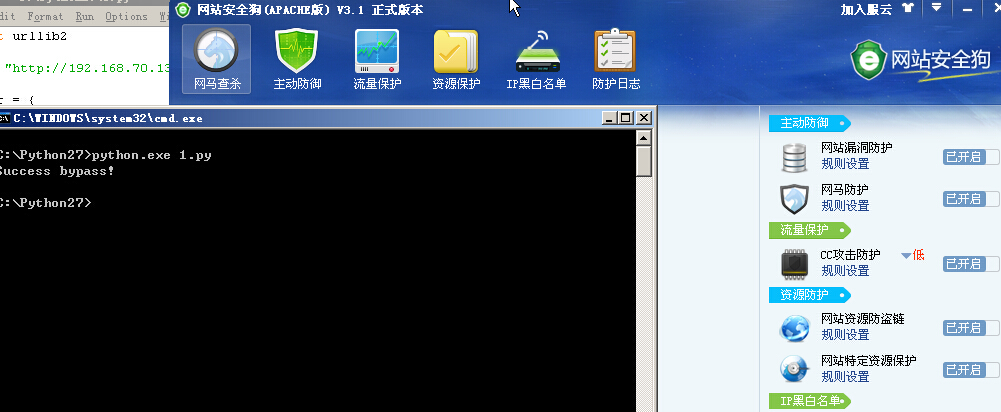 网站安全狗(APACHE版) V3.1 正式版本
加入服云
dit Format Run Options
t urllib2
"http://192.168.70.13
r = {
网马查杀
主动防御
流量保护
资源保护
IP黑白名单
防护日志
网站安全狗
C:\WINDOWS\system32\cmd.exe
C:\Python27>python.exe 1.py
Success bypass!
C:\Python27>
主动防御
网站漏洞防护
规则设置
已开启
网马防护
规则设置
已开启
流量保护
CC攻击防护
低
规则设置
已开启
资源防护
网站资源防盗链
规则设置
已开启
网站特定资源保护
规则设置
已开启
IP黑白名单